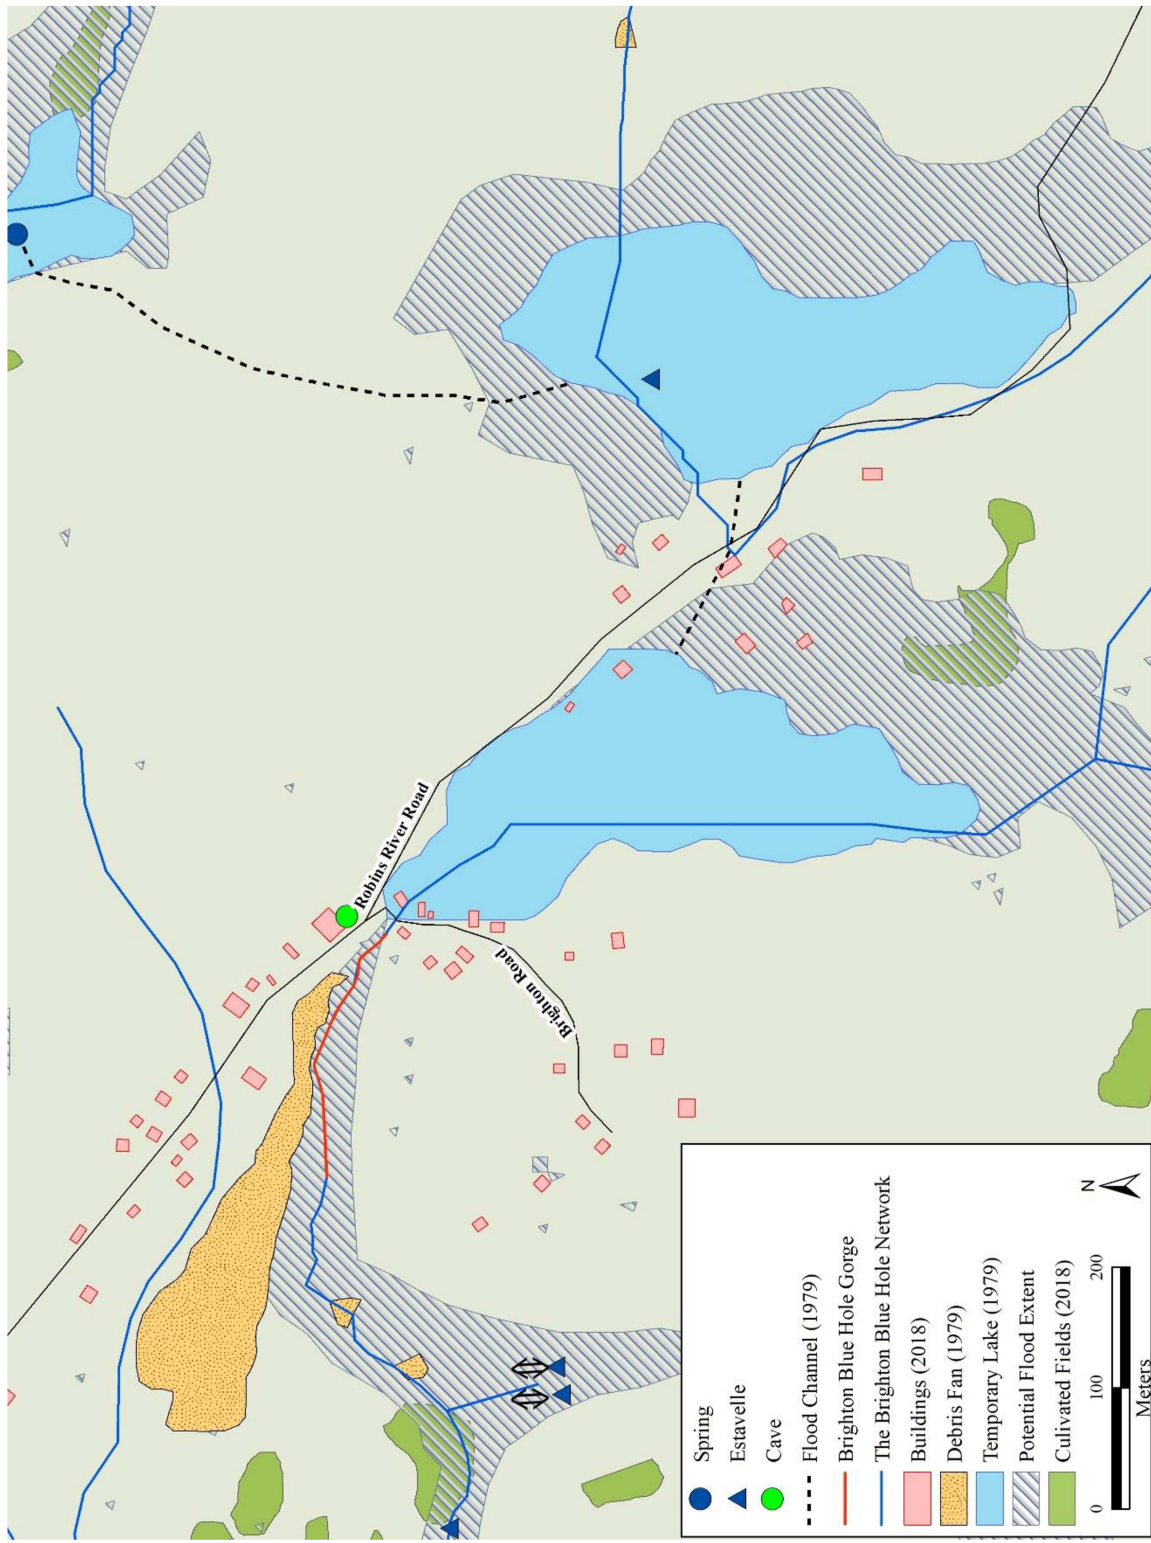 Robins River Road
Brighton Road
Spring
Estavelle
Cave
Flood Channel (1979)
Brighton Blue Hole Gorge
The Brighton Blue Hole Network
Buildings (2018)
Debris Fan (1979)
Temporary Lake (1979)
Potential Flood Extent
Culivated Fields (2018)
N
0 100 200
Meters